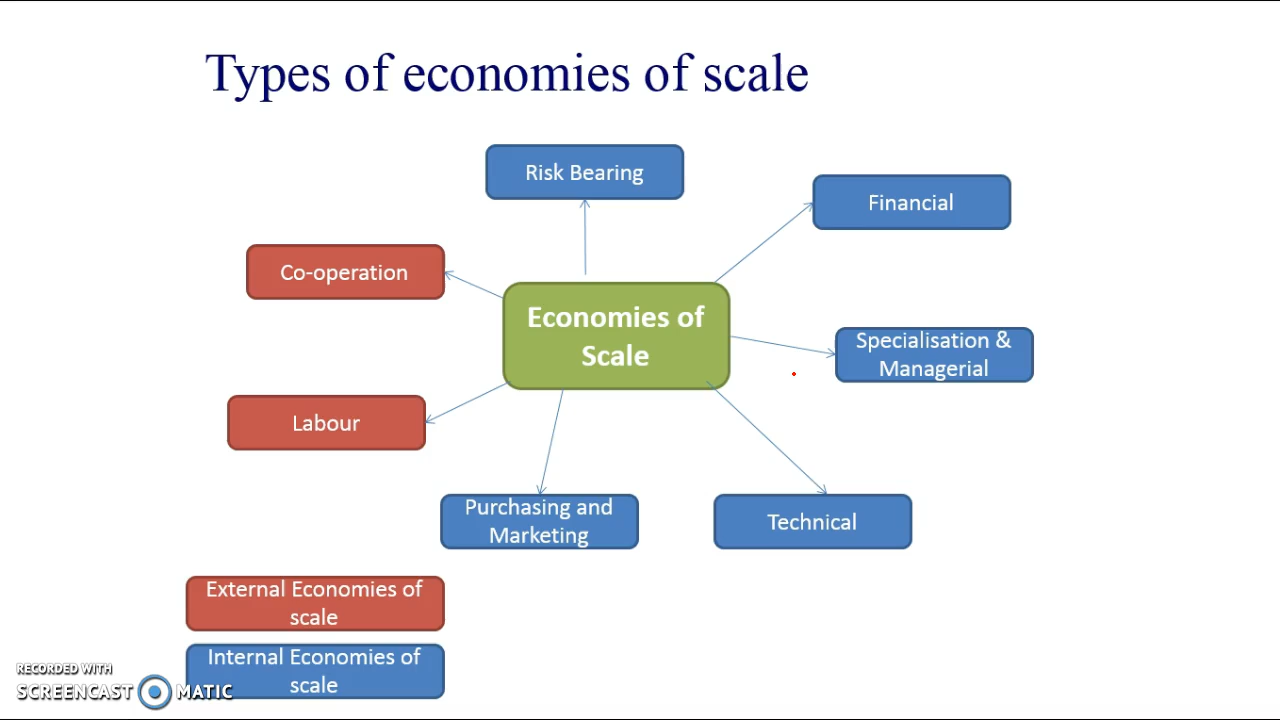 Types of economies of scale
Risk Bearing
Financial
Co-operation
Economies of
Scale
Specialisation &
Managerial
Labour
Purchasing and
Marketing
Technical
External Economies of
scale
Internal Economies of
scale
RECORDED WITH
SCREENCAST MATIC